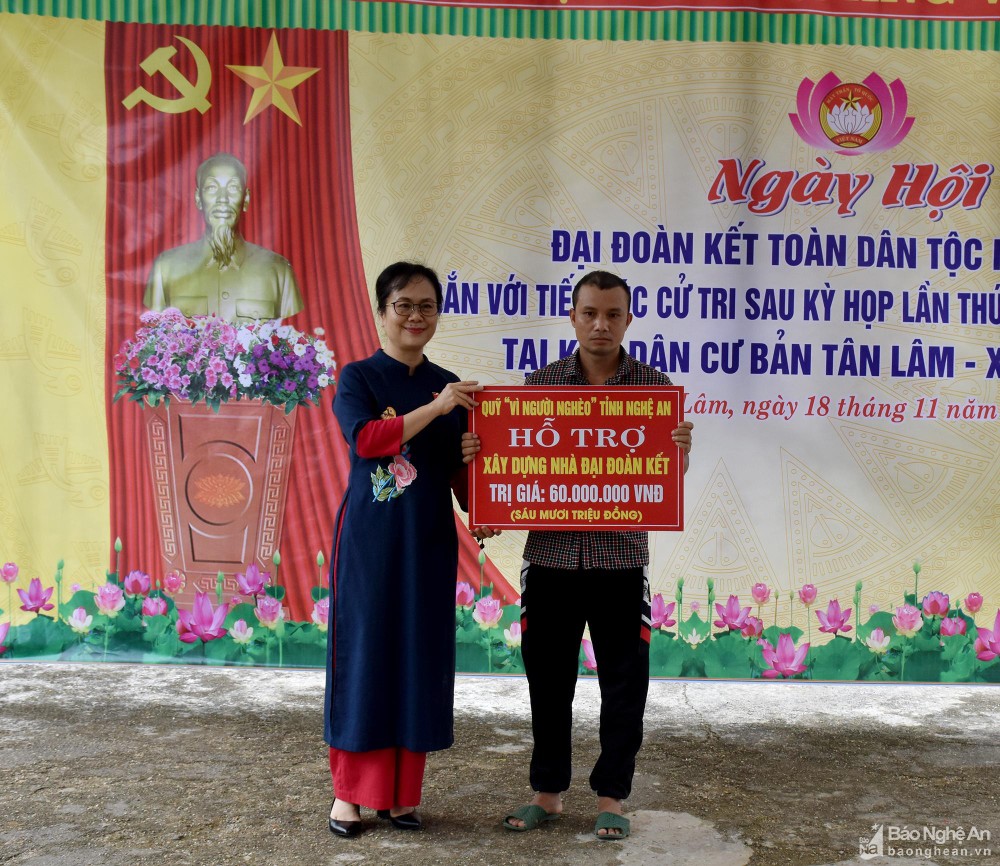 Ngày Hội
ĐẠI ĐOÀN KẾT TOÀN DÂN TỘC
VỚI CỬ TRI SAU KỲ HỌP LẦN THỨ
TẠI DÂN CƯ BẢN TÂN LÂM - X
Lâm, ngày 18 tháng 11 năm
QUỸ "VÌ NGƯỜI NGHÈO" TỈNH NGHỆ AN
HỖ TRỢ
XÂY DỰNG NHÀ ĐẠI ĐOÀN KẾT
TRỊ GIÁ: 60.000.000 VNĐ
(SÁU MƯƠI TRIỆU ĐỒNG)
Báo Nghệ An
baonghean.vn